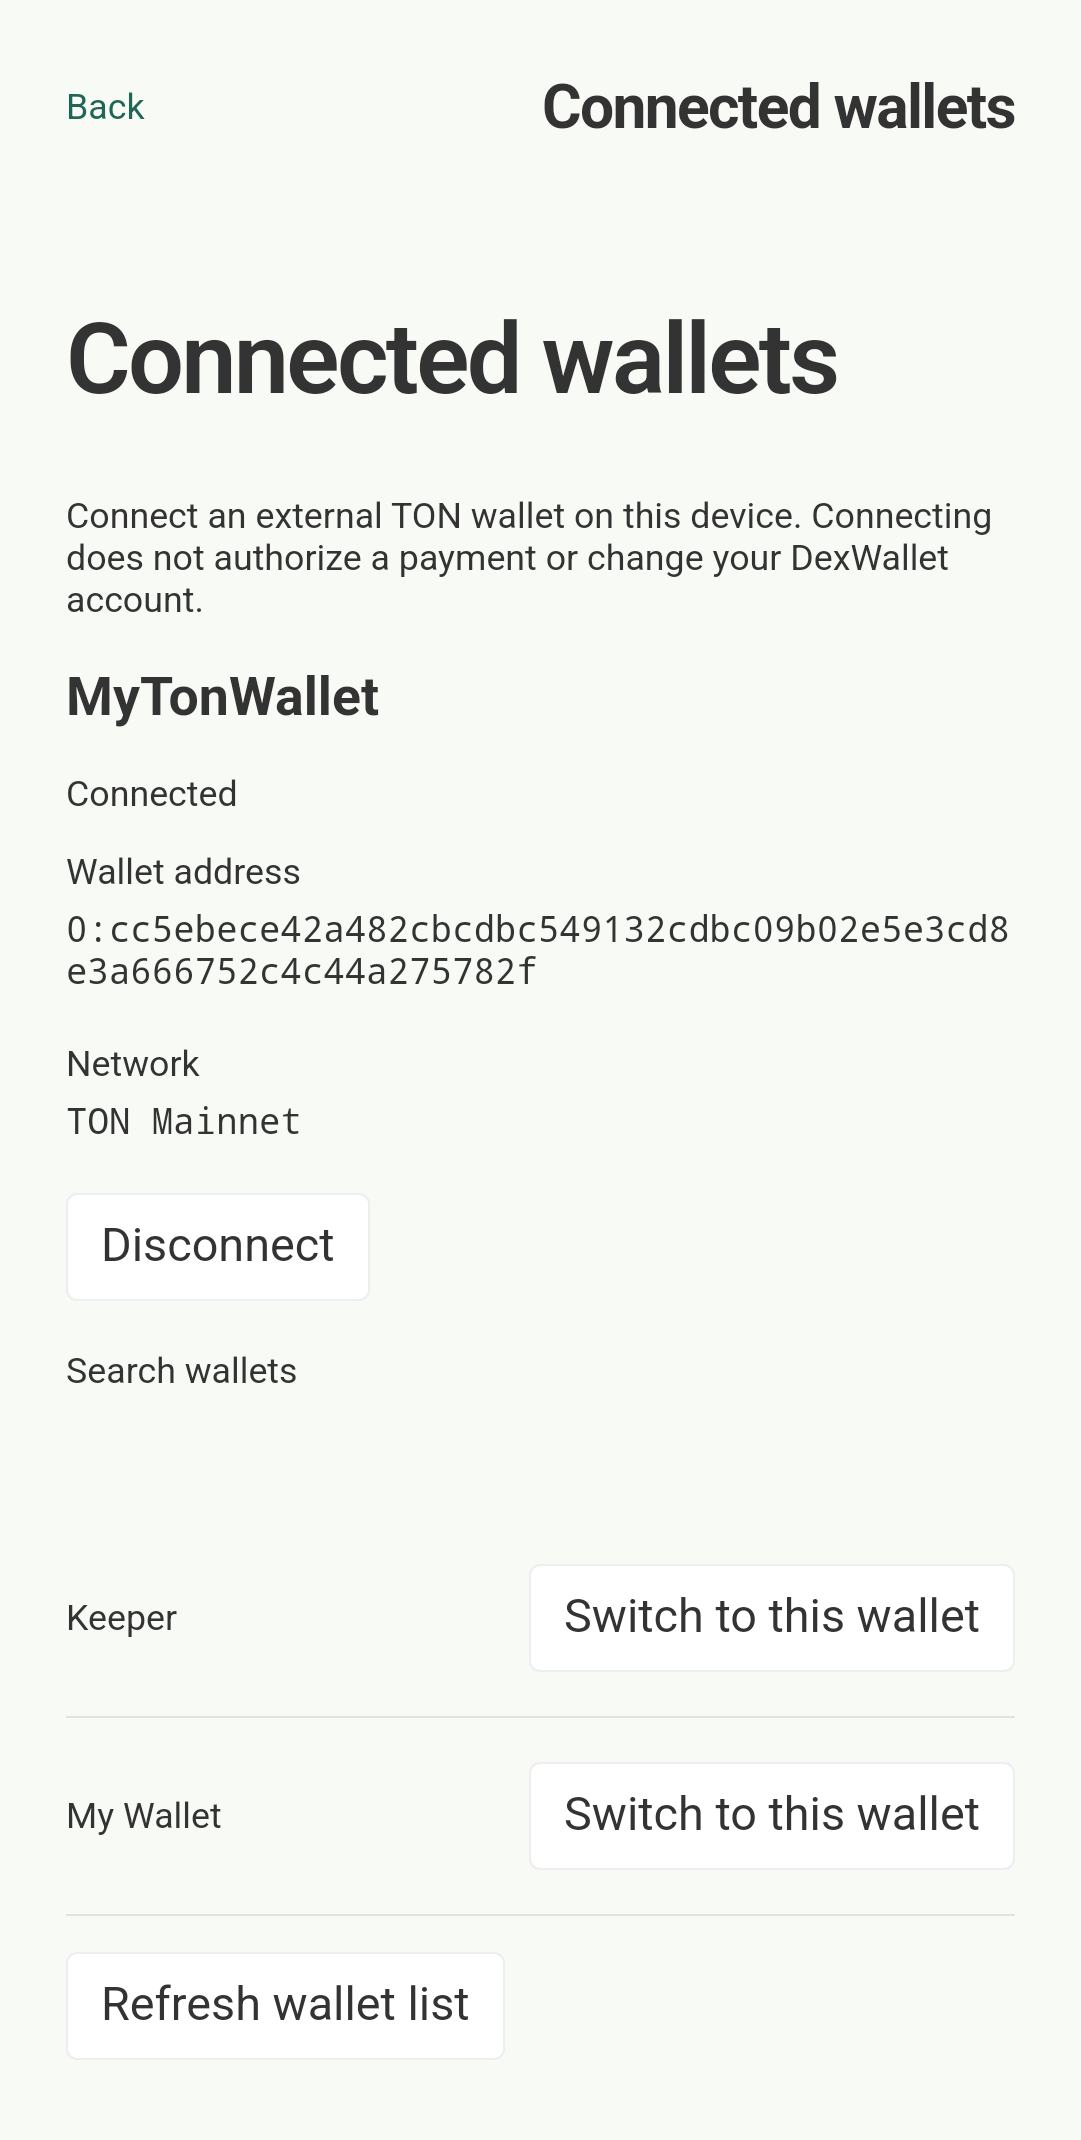 Back
Connected wallets
Connected wallets
Connect an external TON wallet on this device. Connecting
does not authorize a payment or change your DexWallet
account.
MyTonWallet
Connected
Wallet address
0:cc5ebece42a482cbcdbc549132cdbc09b02e5e3cd8
e3a666752c4c44a275782f
Network
TON Mainnet
Disconnect
Search wallets
Keeper
Switch to this wallet
My Wallet
Switch to this wallet
Refresh wallet list